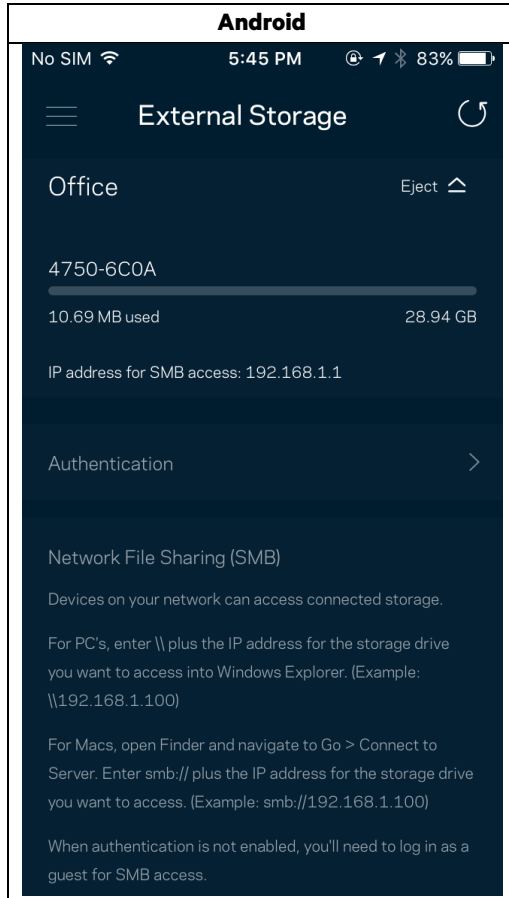 Android
No SIM 5:45 PM 83%
External Storage
Office Eject
4750-6C0A
10.69 MB used 28.94 GB
IP address for SMB access: 192.168.1.1
Authentication
Network File Sharing (SMB)
Devices on your network can access connected storage.
For PC's, enter \\ plus the IP address for the storage drive
you want to access into Windows Explorer. (Example:
\\192.168.1.100)
For Macs, open Finder and navigate to Go > Connect to
Server. Enter smb:// plus the IP address for the storage drive
you want to access. (Example: smb://192.168.1.100)
When authentication is not enabled, you'll need to log in as a
guest for SMB access.